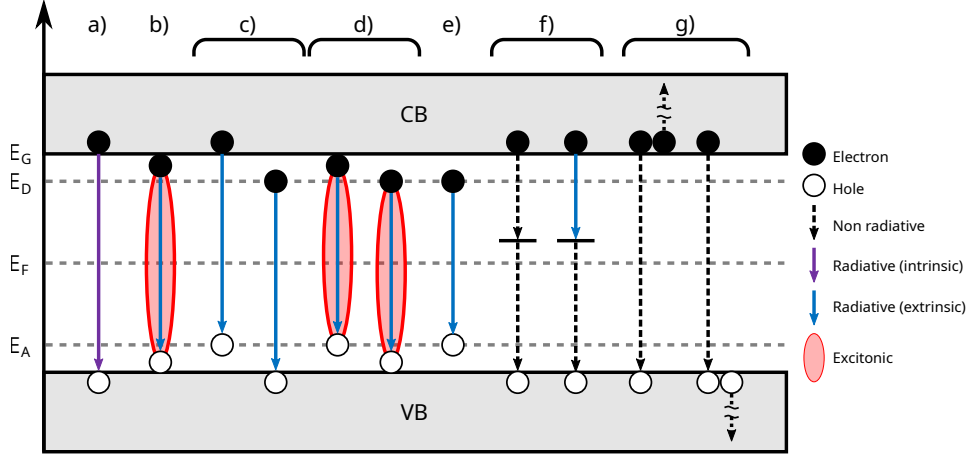 a) b) c) d) e) f) g)
CB
E_G
E_D
E_F
E_A
VB
Electron
Hole
Non radiative
Radiative (intrinsic)
Radiative (extrinsic)
Excitonic